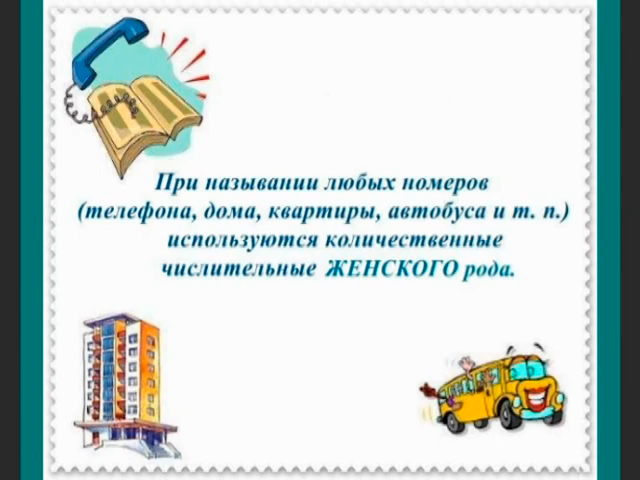 При назывании любых номеров
(телефона, дома, квартиры, автобуса и т. п.)
используются количественные
числительные ЖЕНСКОГО рода.